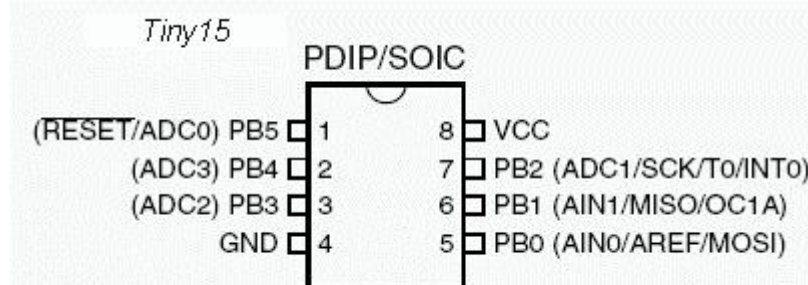 Tiny15
PDIP/SOIC
(RESET/ADC0) PB5 1 8 VCC
(ADC3) PB4 2 7 PB2 (ADC1/SCK/T0/INT0)
(ADC2) PB3 3 6 PB1 (AIN1/MISO/OC1A)
GND 4 5 PB0 (AIN0/AREF/MOSI)